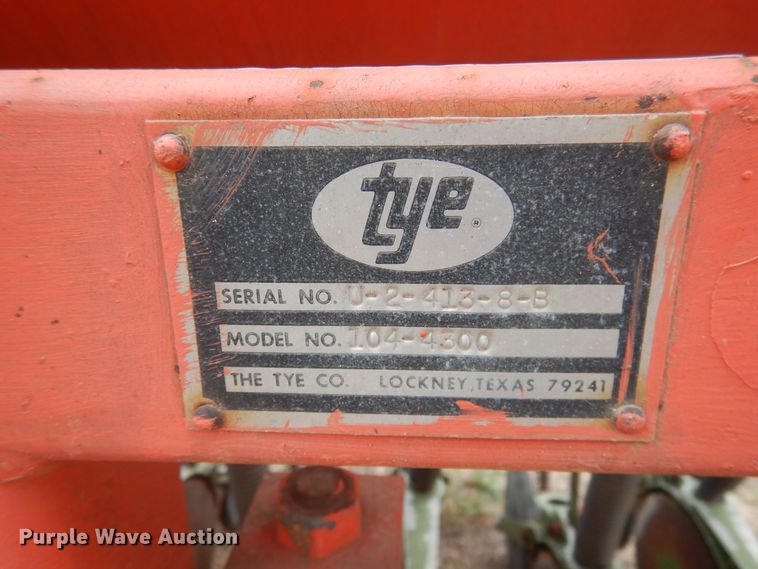 tye®
SERIAL NO. U-2-413-8-B
MODEL NO. 104-4300
THE TYE CO. LOCKNEY, TEXAS 79241
Purple Wave Auction